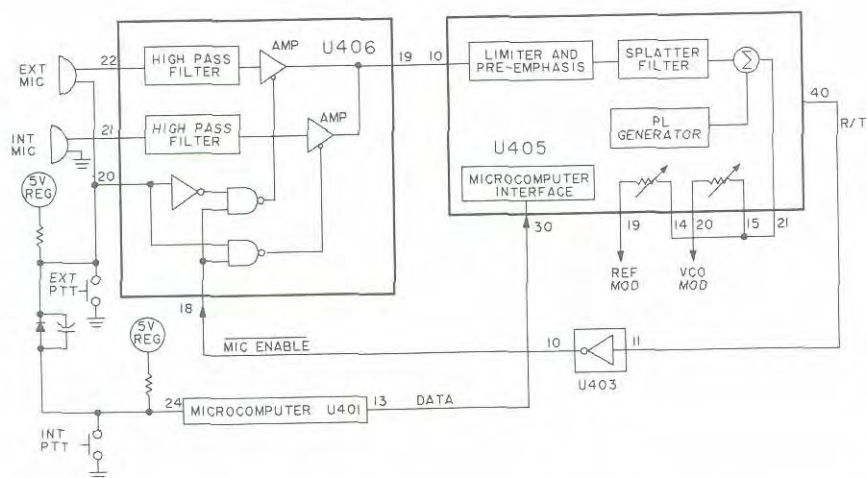 EXT
MIC
22
HIGH PASS
FILTER
AMP
U406
19
10
LIMITER AND
PRE-EMPHASIS
SPLATTER
FILTER
Σ
40
R/T
INT
MIC
21
HIGH PASS
FILTER
AMP
PL
GENERATOR
U405
MICROCOMPUTER
INTERFACE
5V
REG
20
30
19
14
20
15
21
REF
MOD
VCO
MOD
EXT
PTT
18
5V
REG
MIC ENABLE
10
11
U403
24
MICROCOMPUTER U401
13
DATA
INT
PTT